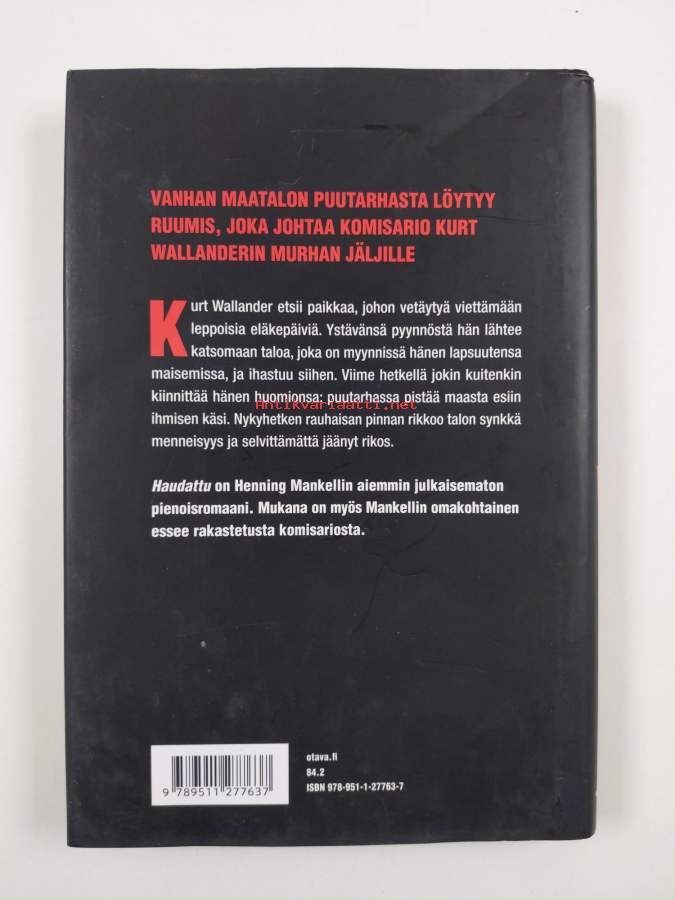 VANHAN MAATALON PUUTARHASTA LÖYTYY
RUUMIS, JOKA JOHTAA KOMISARIO KURT
WALLANDERIN MURHAN JÄLJILLE
Kurt Wallander etsii paikkaa, johon vetäytyä viettämään
leppoisia eläkepäiviä. Ystävänsä pyynnöstä hän lähtee
katsomaan taloa, joka on myynnissä hänen lapsuutensa
maisemissa, ja ihastuu siihen. Viime hetkellä jokin kuitenkin
kiinnittää hänen huomionsa: puutarhassa pistää maasta esiin
Antikvariaatti.net
ihmisen käsi. Nykyhetken rauhaisan pinnan rikkoo talon synkkä
menneisyys ja selvittämättä jäänyt rikos.
Haudattu on Henning Mankellin aiemmin julkaisematon
pienoisromaani. Mukana on myös Mankellin omakohtainen
essee rakastetusta komisariosta.
otava.fi
84.2
ISBN 978-951-1-27763-7
9 789511 277637